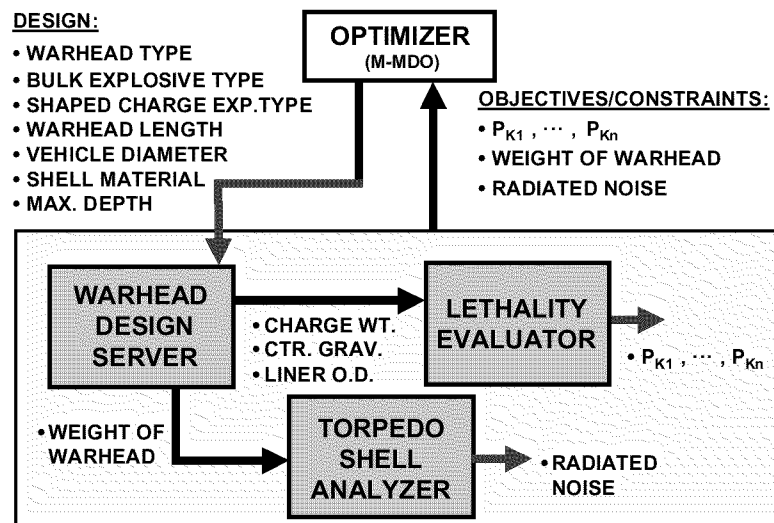 DESIGN:
• WARHEAD TYPE
• BULK EXPLOSIVE TYPE
• SHAPED CHARGE EXP.TYPE
• WARHEAD LENGTH
• VEHICLE DIAMETER
• SHELL MATERIAL
• MAX. DEPTH
OPTIMIZER
(M-MDO)
OBJECTIVES/CONSTRAINTS:
• PK1 , ··· , PKn
• WEIGHT OF WARHEAD
• RADIATED NOISE
WARHEAD
DESIGN
SERVER
• CHARGE WT.
• CTR. GRAV.
• LINER O.D.
LETHALITY
EVALUATOR
• PK1 , ··· , PKn
• WEIGHT OF
WARHEAD
TORPEDO
SHELL
ANALYZER
• RADIATED
NOISE